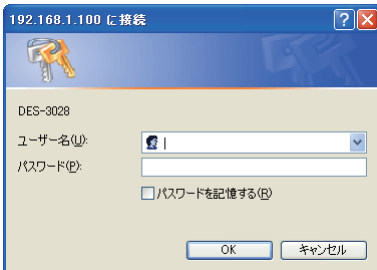 192.168.1.100 に接続
DES-3028
ユーザー名(U):
パスワード(P):
パスワードを記憶する(R)
OK キャンセル